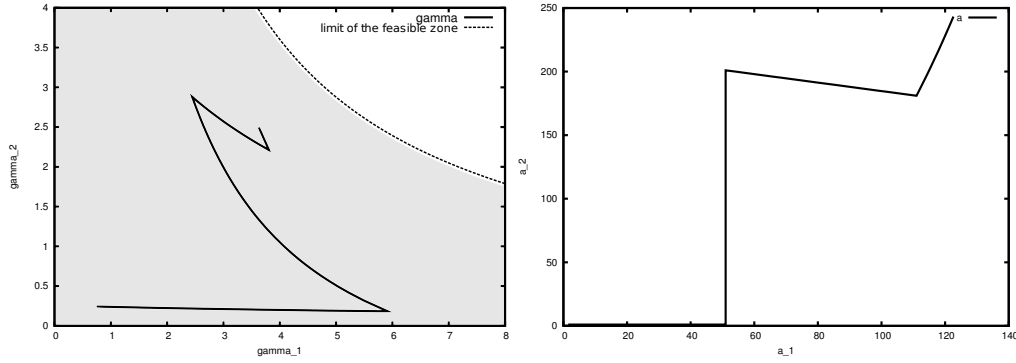 4
3.5
3
2.5
2
1.5
1
0.5
0
gamma_2
gamma
limit of the feasible zone
0 1 2 3 4 5 6 7 8
gamma_1
250
200
150
100
50
0
a_2
a
0 20 40 60 80 100 120 140
a_1